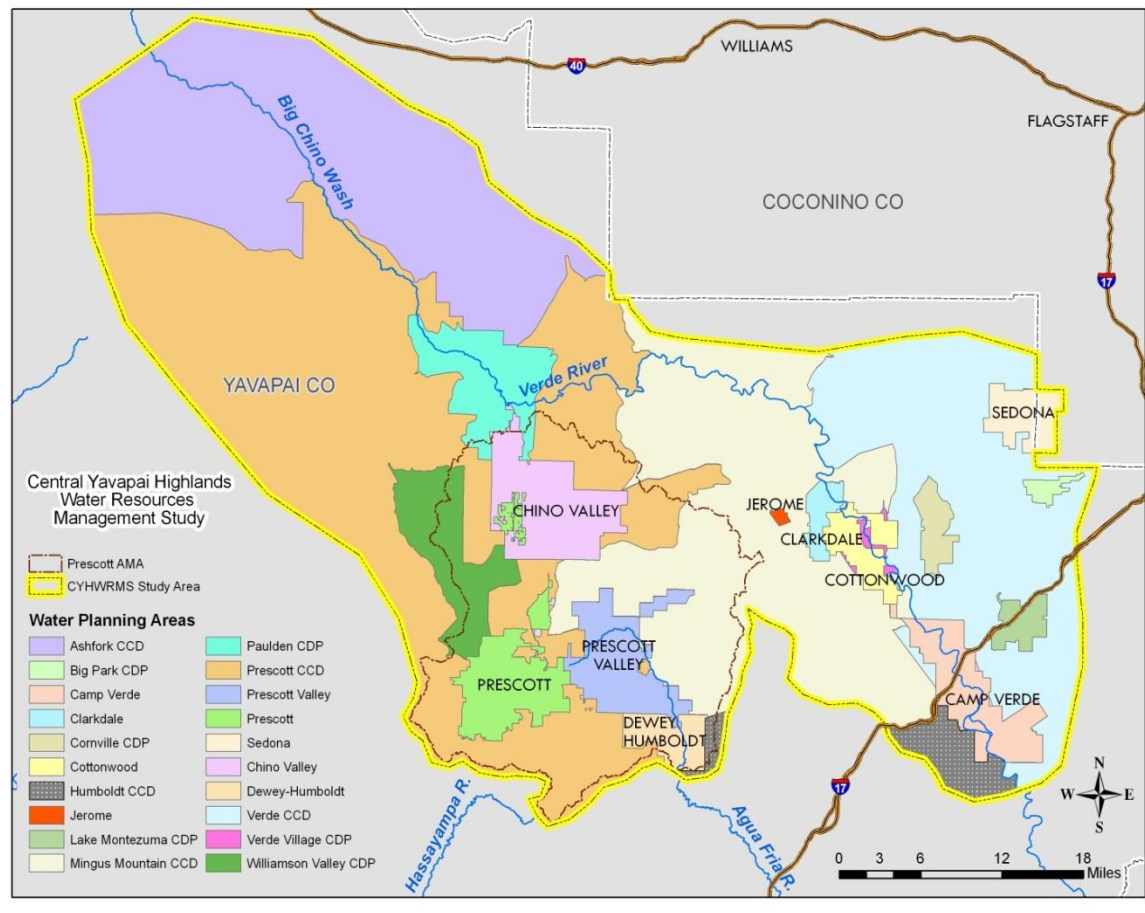 WILLIAMS
40
FLAGSTAFF
Big Chino Wash
COCONINO CO
17
YAVAPAI CO
Verde River
SEDONA
Central Yavapai Highlands
Water Resources
Management Study
CHINO VALLEY
JEROME
CLARKDALE
COTTONWOOD
Prescott AMA
CYHWRMS Study Area
Water Planning Areas
Ashfork CCD
Big Park CDP
Camp Verde
Clarkdale
Cornville CDP
Cottonwood
Humboldt CCD
Jerome
Lake Montezuma CDP
Mingus Mountain CCD
Paulden CDP
Prescott CCD
Prescott Valley
Prescott
Sedona
Chino Valley
Dewey-Humboldt
Verde CCD
Verde Village CDP
Williamson Valley CDP
PRESCOTT
VALLEY
PRESCOTT
CAMP VERDE
DEWEY
HUMBOLDT
Hassayampa R.
Agua Fria R.
17
N
W
E
S
0 3 6 12 18
Miles